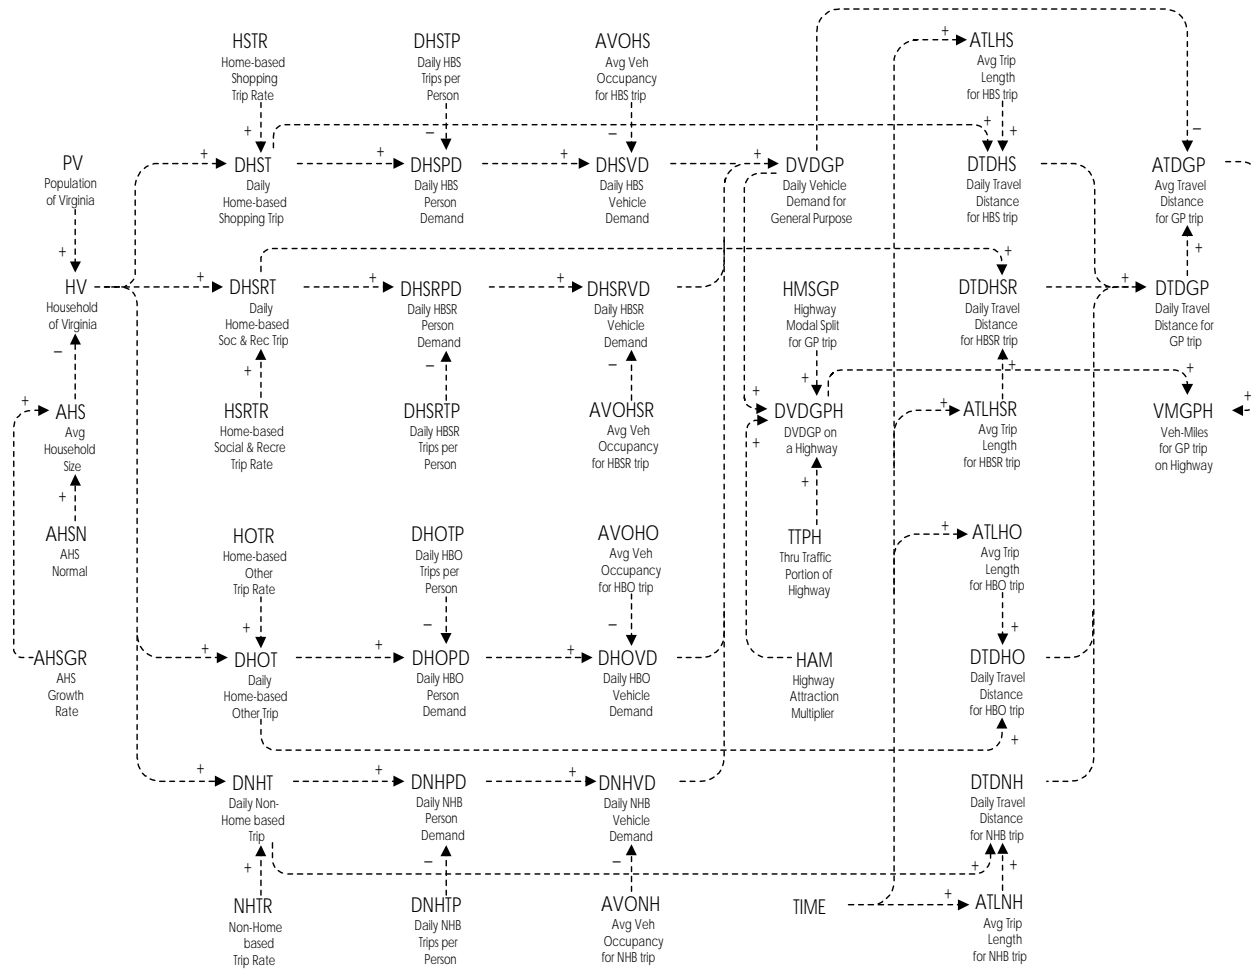 HSTR
Home-based
Shopping
Trip Rate
DHSTP
Daily HBS
Trips per
Person
AVOHS
Avg Veh
Occupancy
for HBS trip
ATLHS
Avg Trip
Length
for HBS trip
PV
Population
of Virginia
DHST
Daily
Home-based
Shopping Trip
DHSPD
Daily HBS
Person
Demand
DHSVD
Daily HBS
Vehicle
Demand
DVDGP
Daily Vehicle
Demand for
General Purpose
DTDHS
Daily Travel
Distance
for HBS trip
ATDGP
Avg Travel
Distance
for GP trip
HV
Household
of Virginia
DHSRT
Daily
Home-based
Soc & Rec Trip
DHSRPD
Daily HBSR
Person
Demand
DHSRVD
Daily HBSR
Vehicle
Demand
HMSGP
Highway
Modal Split
for GP trip
DTDHSR
Daily Travel
Distance
for HBSR trip
DTDGP
Daily Travel
Distance for
GP trip
AHS
Avg
Household
Size
HSRTR
Home-based
Social & Recre
Trip Rate
DHSRTP
Daily HBSR
Trips per
Person
AVOHSR
Avg Veh
Occupancy
for HBSR trip
DVDGPH
DVDGP on
a Highway
ATLHSR
Avg Trip
Length
for HBSR trip
VMGPH
Veh-Miles
for GP trip
on Highway
AHSN
AHS
Normal
HOTR
Home-based
Other
Trip Rate
DHOTP
Daily HBO
Trips per
Person
AVOHO
Avg Veh
Occupancy
for HBO trip
TTPH
Thru Traffic
Portion of
Highway
ATLHO
Avg Trip
Length
for HBO trip
AHSGR
AHS
Growth
Rate
DHOT
Daily
Home-based
Other Trip
DHOPD
Daily HBO
Person
Demand
DHOVD
Daily HBO
Vehicle
Demand
HAM
Highway
Attraction
Multiplier
DTDHO
Daily Travel
Distance
for HBO trip
DNHT
Daily Non-
Home based
Trip
DNHPD
Daily NHB
Person
Demand
DNHVD
Daily NHB
Vehicle
Demand
DTDNH
Daily Travel
Distance
for NHB trip
NHTR
Non-Home
based
Trip Rate
DNHTP
Daily NHB
Trips per
Person
AVONH
Avg Veh
Occupancy
for NHB trip
TIME
ATLNH
Avg Trip
Length
for NHB trip